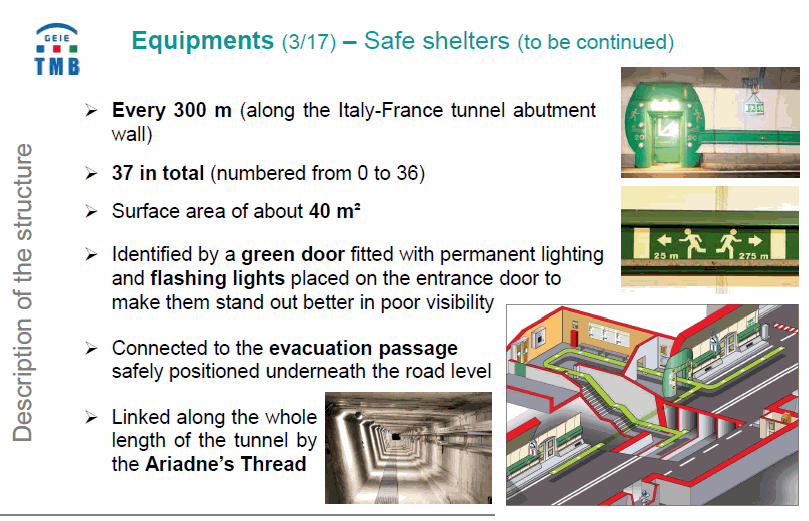 GEIE
TMB
Equipments (3/17) – Safe shelters (to be continued)
Description of the structure
➢ Every 300 m (along the Italy-France tunnel abutment
wall)
➢ 37 in total (numbered from 0 to 36)
➢ Surface area of about 40 m²
➢ Identified by a green door fitted with permanent lighting
and flashing lights placed on the entrance door to
make them stand out better in poor visibility
➢ Connected to the evacuation passage
safely positioned underneath the road level
➢ Linked along the whole
length of the tunnel by
the Ariadne's Thread
20
20
25 m
275 m